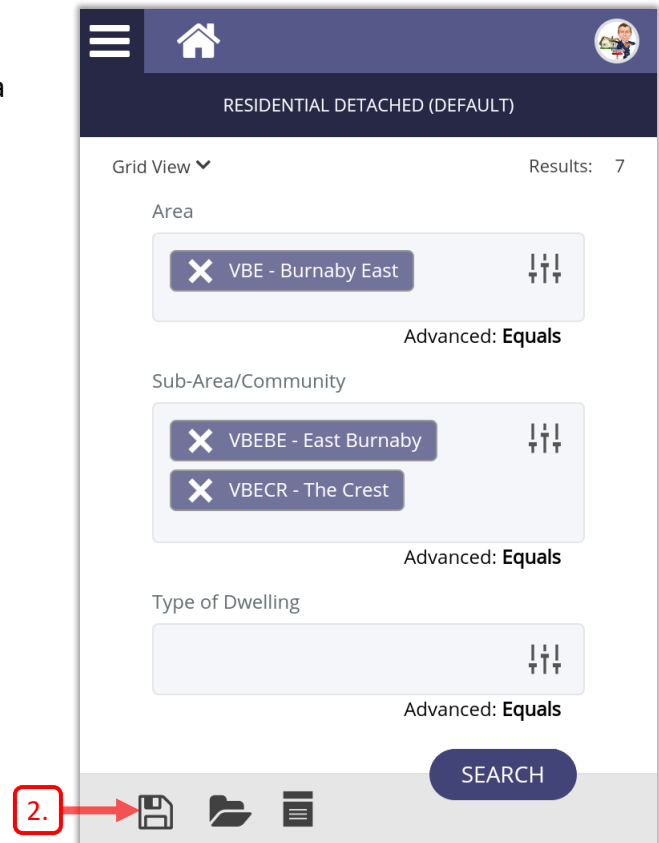 a
RESIDENTIAL DETACHED (DEFAULT)
Grid View Results: 7
Area
VBE - Burnaby East
Advanced: Equals
Sub-Area/Community
VBEBE - East Burnaby
VBECR - The Crest
Advanced: Equals
Type of Dwelling
Advanced: Equals
SEARCH
2.